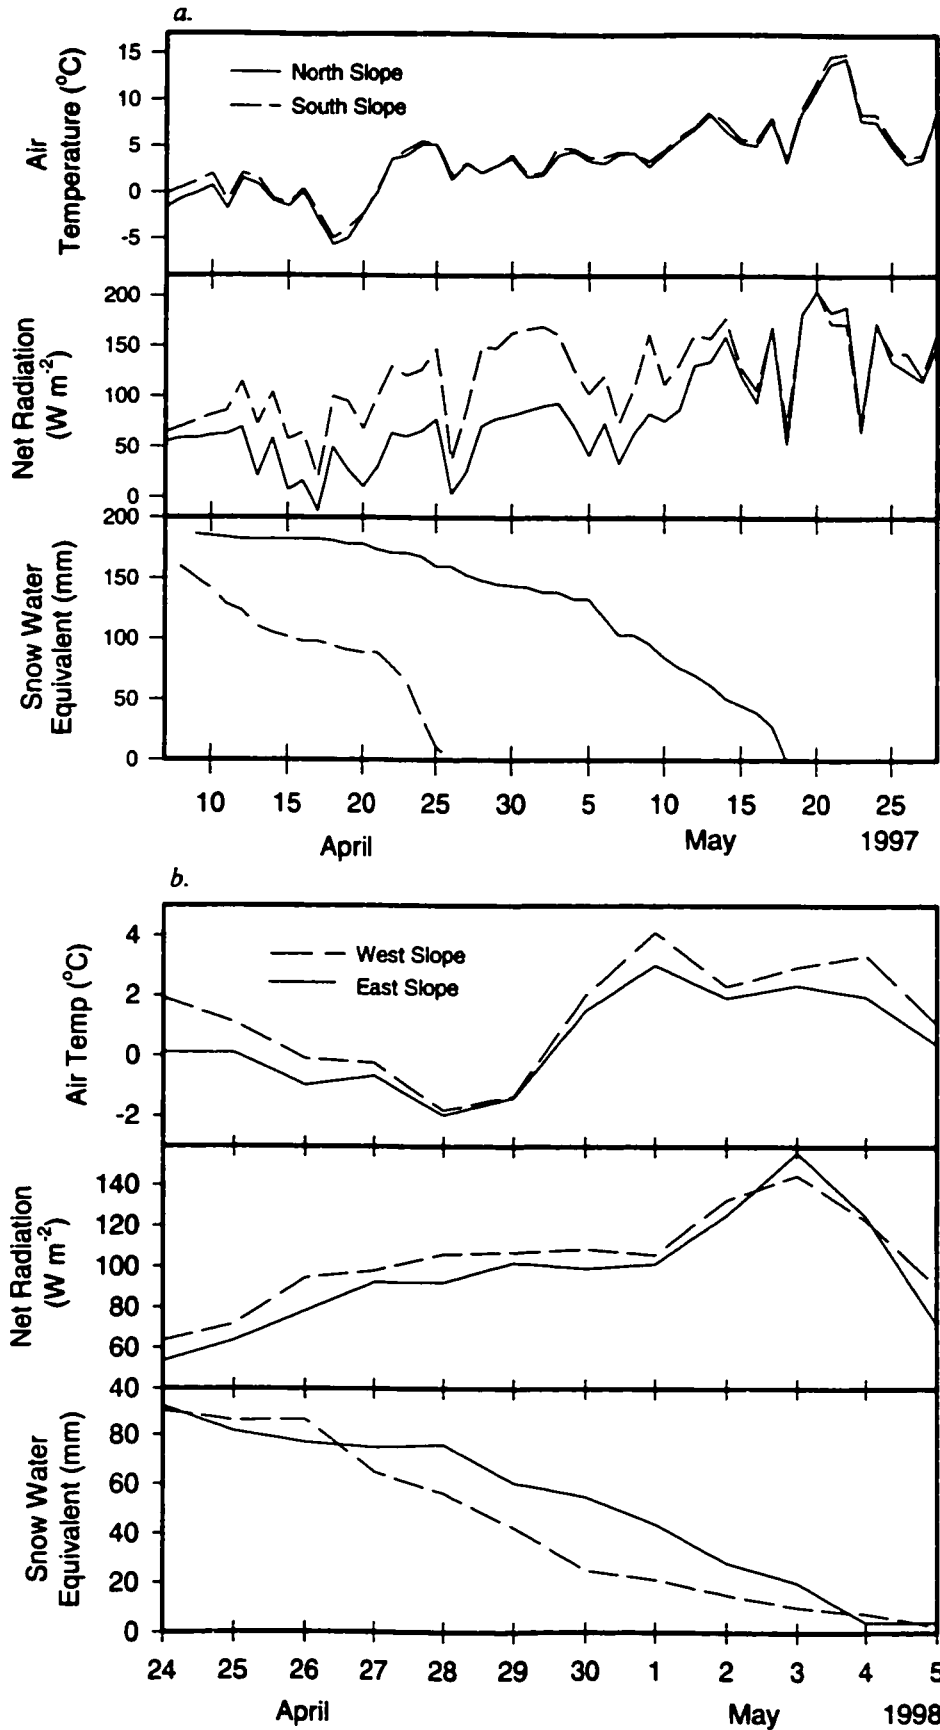 a.
15
10
5
0
-5
Air
Temperature (°C)
North Slope
South Slope
200
150
100
50
0
Net Radiation
(W m-2)
200
150
100
50
0
Snow Water
Equivalent (mm)
10 15 20 25 30 5 10 15 20 25
April May 1997
b.
4
2
0
-2
Air Temp (°C)
West Slope
East Slope
140
120
100
80
60
40
Net Radiation
(W m-2)
80
60
40
20
0
Snow Water
Equivalent (mm)
24 25 26 27 28 29 30 1 2 3 4 5
April May 1998